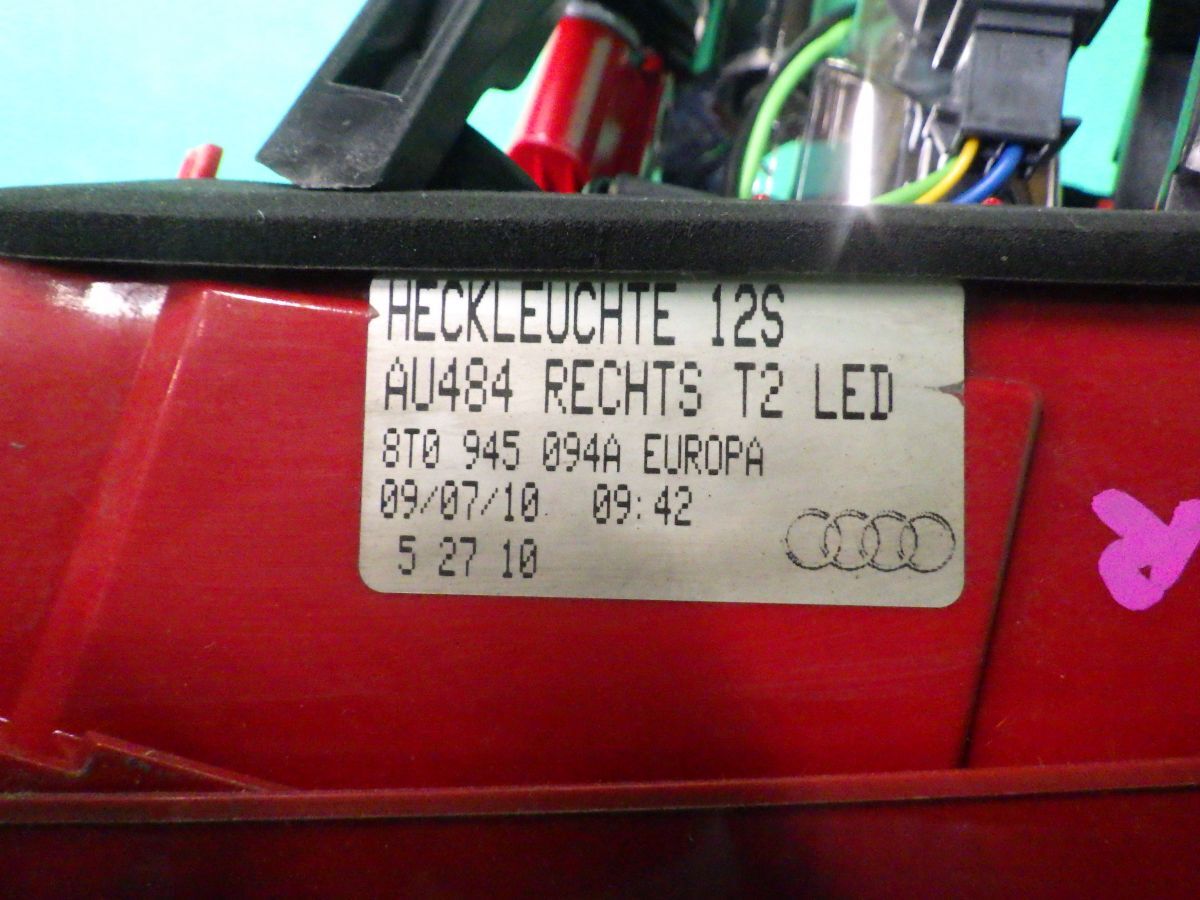 HECKLEUCHTE 12S
AU484 RECHTS T2 LED
8T0 945 094A EUROPA
09/07/10 09:42
5 27 10
R